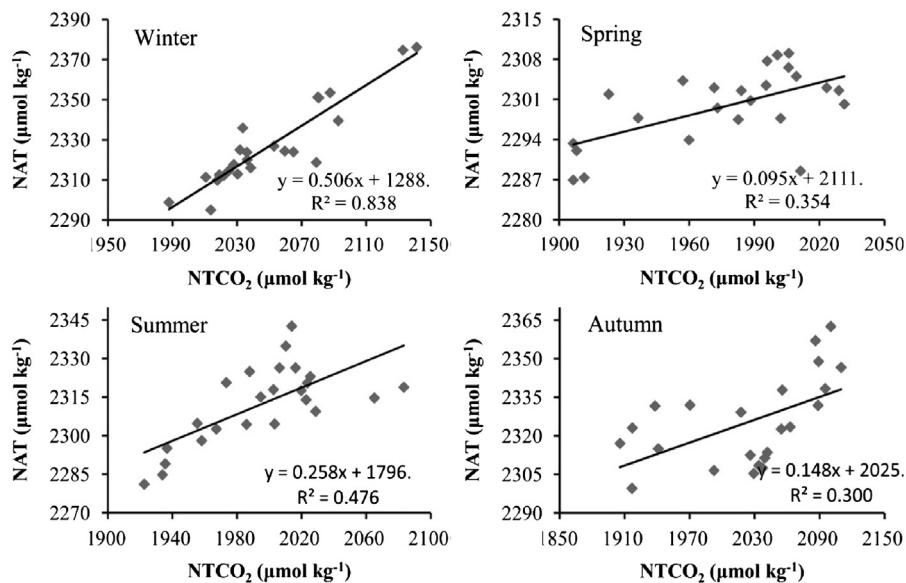 Winter
NAT (µmol kg⁻¹)
2390
2370
2350
2330
2310
2290
1950 1990 2030 2070 2110 2150
NTCO₂ (µmol kg⁻¹)
y = 0.506x + 1288.
R² = 0.838
Spring
NAT (µmol kg⁻¹)
2315
2308
2301
2294
2287
2280
1900 1930 1960 1990 2020 2050
NTCO₂ (µmol kg⁻¹)
y = 0.095x + 2111.
R² = 0.354
Summer
NAT (µmol kg⁻¹)
2345
2330
2315
2300
2285
2270
1900 1940 1980 2020 2060 2100
NTCO₂ (µmol kg⁻¹)
y = 0.258x + 1796.
R² = 0.476
Autumn
NAT (µmol kg⁻¹)
2365
2350
2335
2320
2305
2290
1850 1910 1970 2030 2090 2150
NTCO₂ (µmol kg⁻¹)
y = 0.148x + 2025.
R² = 0.300